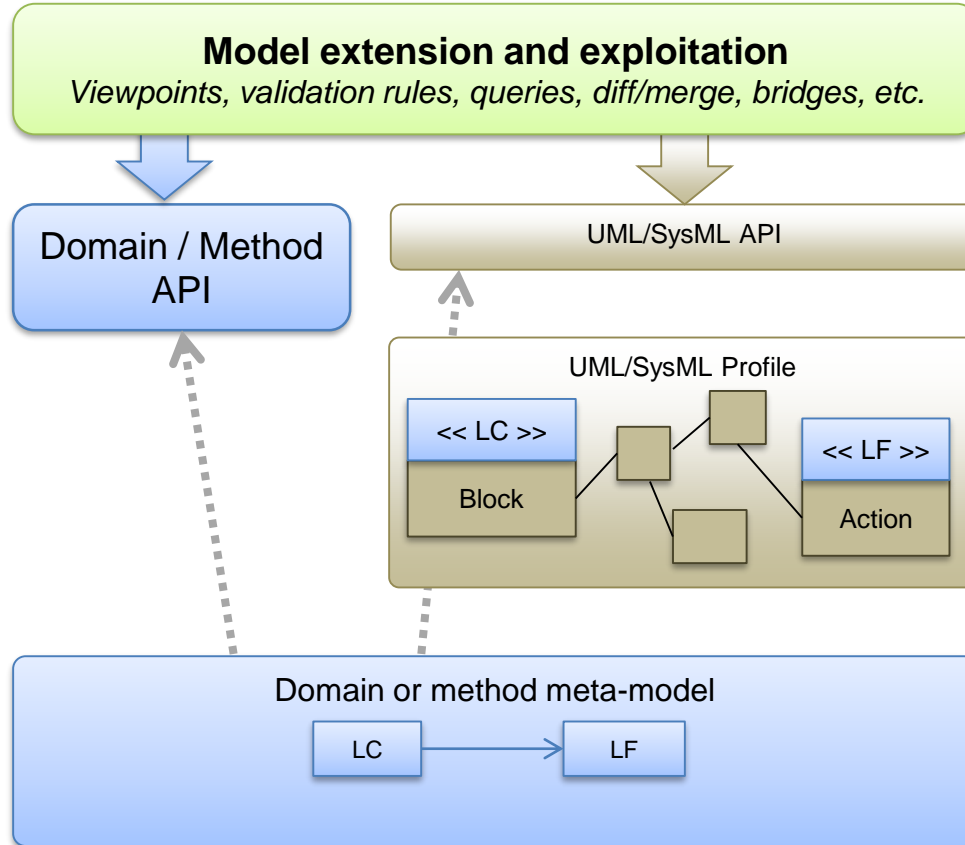 Model extension and exploitation
Viewpoints, validation rules, queries, diff/merge, bridges, etc.
Domain / Method
API
UML/SysML API
UML/SysML Profile
<< LC >>
Block
<< LF >>
Action
Domain or method meta-model
LC
LF